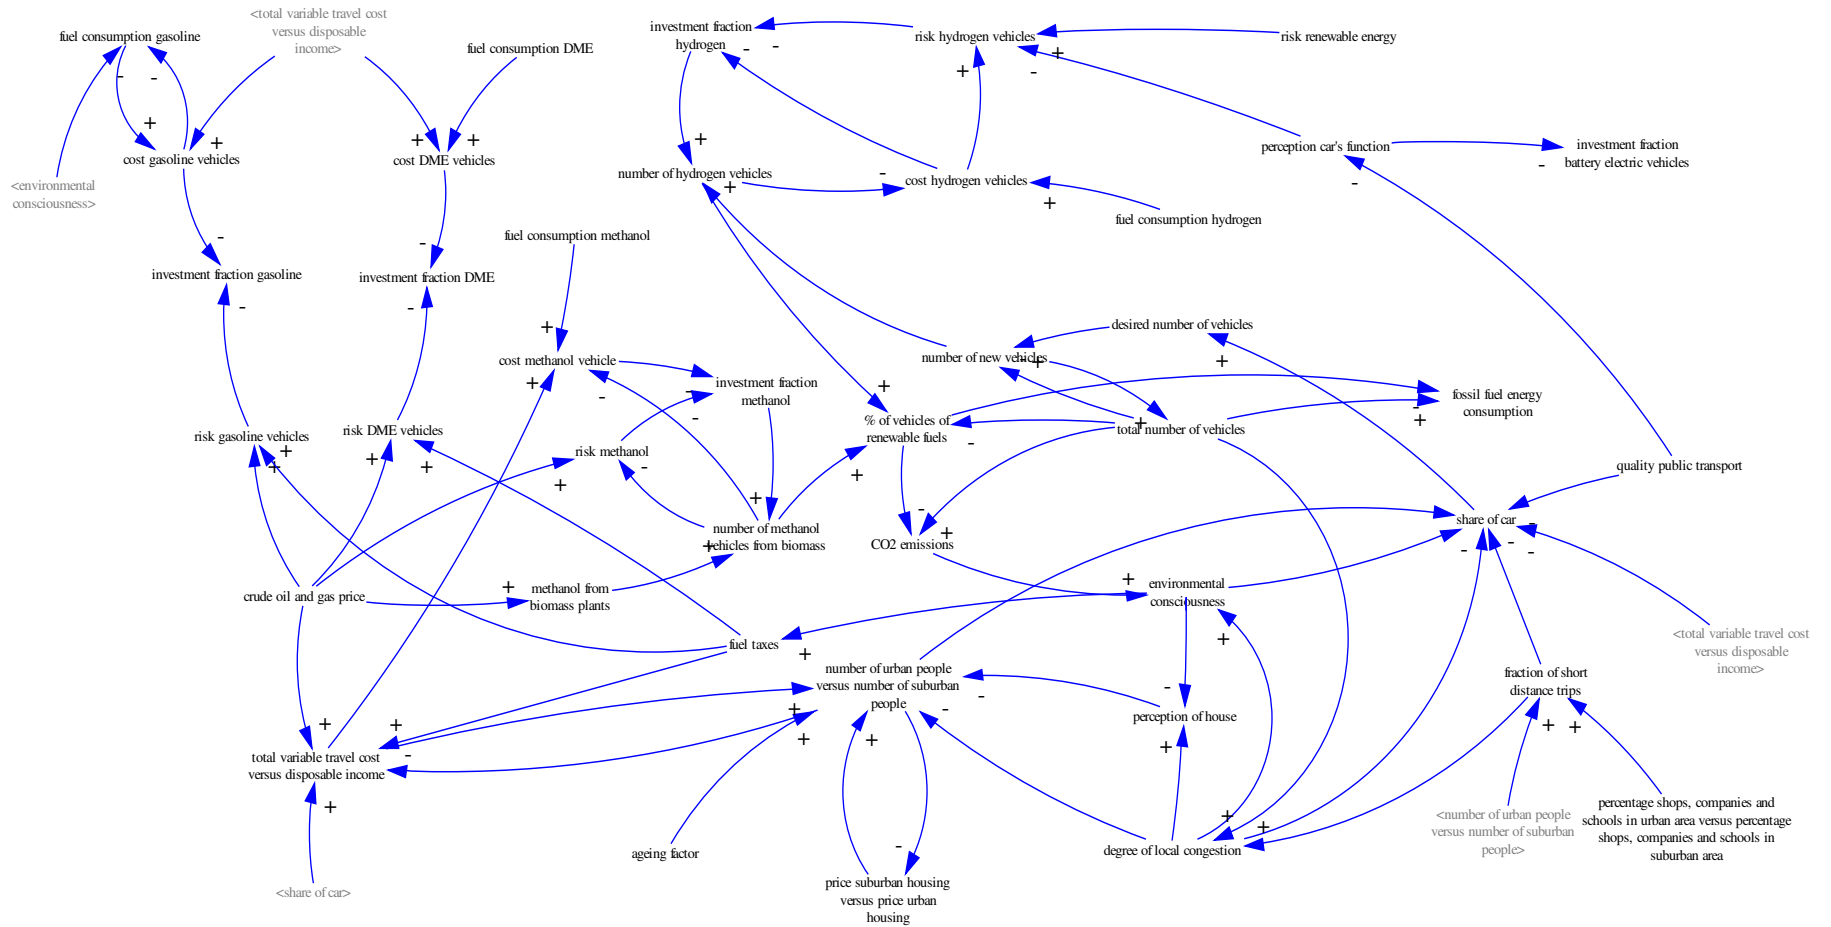 fuel consumption gasoline
<total variable travel cost
versus disposable
income>
fuel consumption DME
investment fraction
hydrogen
risk hydrogen vehicles
risk renewable energy
cost gasoline vehicles
cost DME vehicles
perception car's function
investment fraction
battery electric vehicles
<environmental
consciousness>
number of hydrogen vehicles
cost hydrogen vehicles
fuel consumption hydrogen
fuel consumption methanol
investment fraction gasoline
investment fraction DME
desired number of vehicles
number of new vehicles
cost methanol vehicle
investment fraction
methanol
fossil fuel energy
consumption
% of vehicles of
renewable fuels
total number of vehicles
risk gasoline vehicles
risk DME vehicles
risk methanol
quality public transport
number of methanol
vehicles from biomass
CO2 emissions
share of car
crude oil and gas price
methanol from
biomass plants
environmental
consciousness
fuel taxes
number of urban people
versus number of suburban
people
<total variable travel cost
versus disposable
income>
fraction of short
distance trips
perception of house
total variable travel cost
versus disposable income
ageing factor
degree of local congestion
<number of urban people
versus number of suburban
people>
percentage shops, companies and
schools in urban area versus percentage
shops, companies and schools in
suburban area
<share of car>
price suburban housing
versus price urban
housing